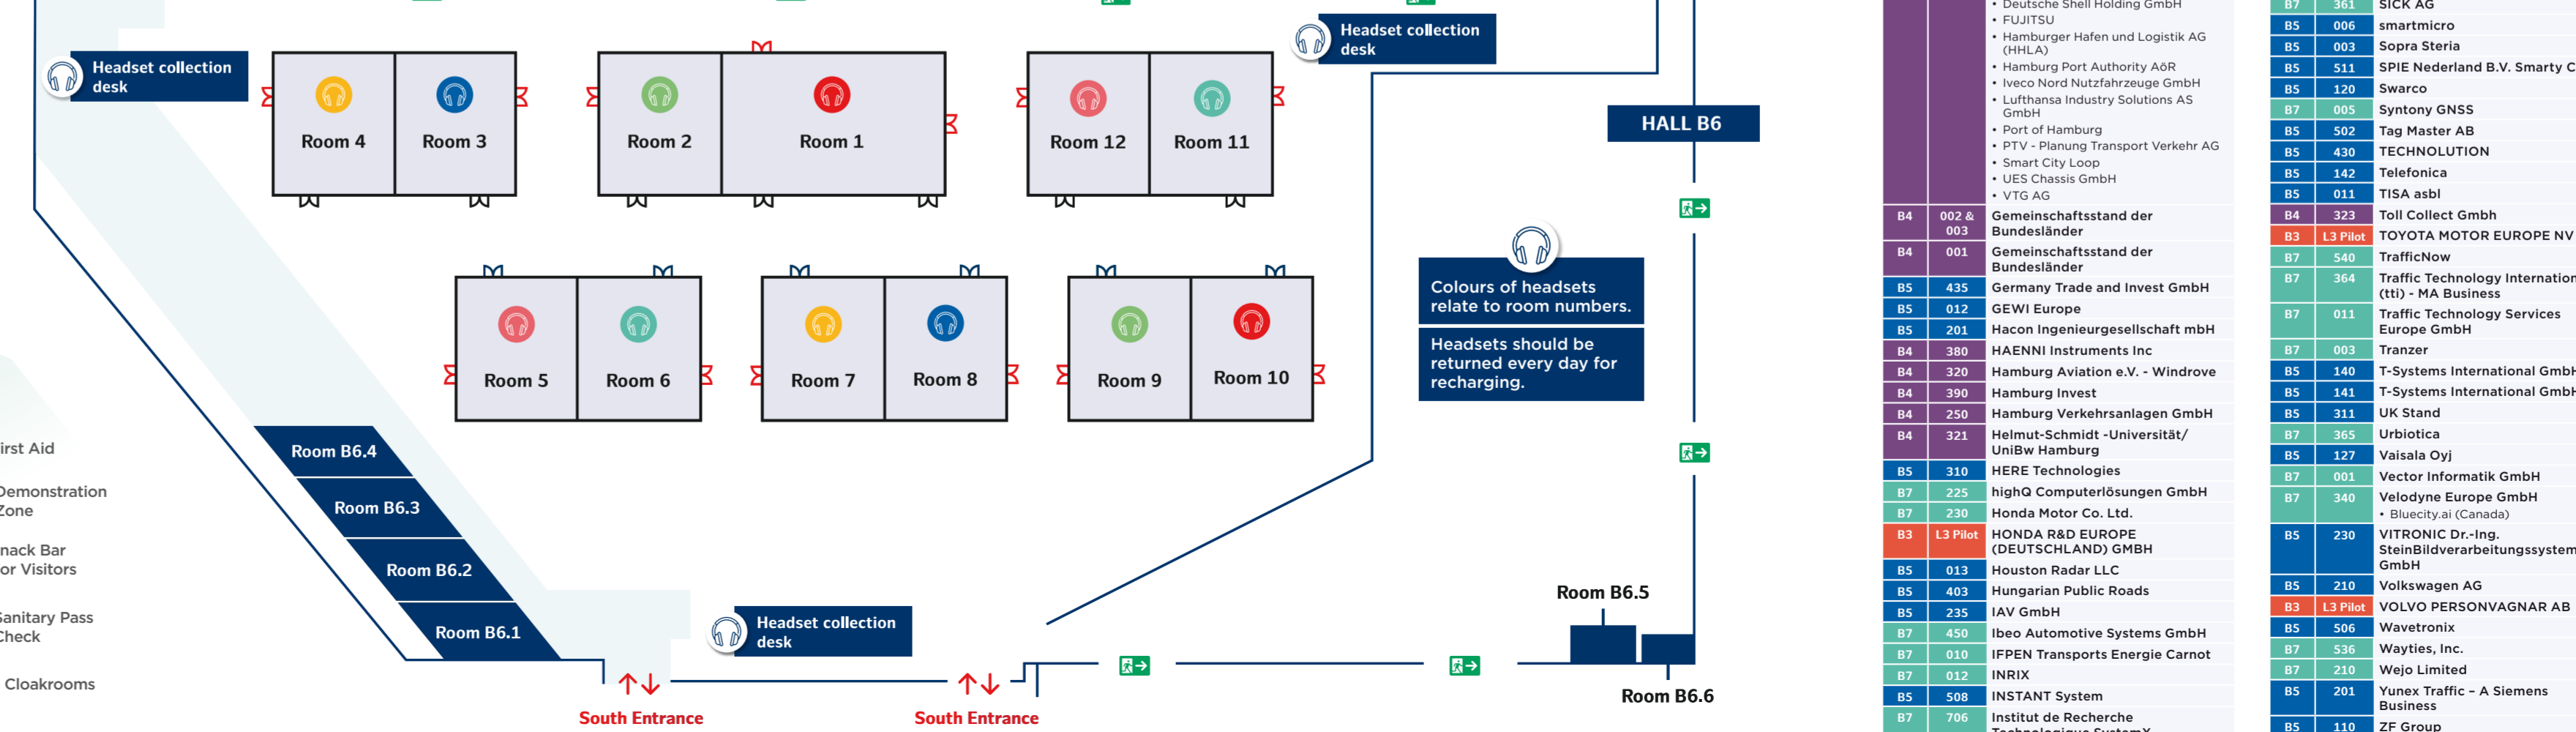 Headset collection
desk
Headset collection
desk
HALL B6
Room 4
Room 3
Room 2
Room 1
Room 12
Room 11
Colours of headsets
relate to room numbers.
Headsets should be
returned every day for
recharging.
Room 5
Room 6
Room 7
Room 8
Room 9
Room 10
Room B6.4
Room B6.3
Room B6.2
Room B6.1
Headset collection
desk
Room B6.5
Room B6.6
South Entrance
South Entrance
irst Aid
Demonstration
Zone
nack Bar
or Visitors
Sanitary Pass
Check
Cloakrooms
• Deutsche Shell Holding GmbH
• FUJITSU
• Hamburger Hafen und Logistik AG
(HHLA)
• Hamburg Port Authority AöR
• Iveco Nord Nutzfahrzeuge GmbH
• Lufthansa Industry Solutions AS
GmbH
• Port of Hamburg
• PTV - Planung Transport Verkehr AG
• Smart City Loop
• UES Chassis GmbH
• VTG AG
B4 002 & Gemeinschaftsstand der
003 Bundesländer
B4 001 Gemeinschaftsstand der
Bundesländer
B5 435 Germany Trade and Invest GmbH
B5 012 GEWI Europe
B5 201 Hacon Ingenieurgesellschaft mbH
B4 380 HAENNI Instruments Inc
B4 320 Hamburg Aviation e.V. - Windrove
B4 390 Hamburg Invest
B4 250 Hamburg Verkehrsanlagen GmbH
B4 321 Helmut-Schmidt -Universität/
UniBw Hamburg
B5 310 HERE Technologies
B7 225 highQ Computerlösungen GmbH
B7 230 Honda Motor Co. Ltd.
B3 L3 Pilot HONDA R&D EUROPE
(DEUTSCHLAND) GMBH
B5 013 Houston Radar LLC
B5 403 Hungarian Public Roads
B5 235 IAV GmbH
B7 450 Ibeo Automotive Systems GmbH
B7 010 IFPEN Transports Energie Carnot
B7 012 INRIX
B5 508 INSTANT System
B7 706 Institut de Recherche
Technologique SystemX
B7 361 SICK AG
B5 006 smartmicro
B5 003 Sopra Steria
B5 511 SPIE Nederland B.V. Smarty C
B5 120 Swarco
B7 005 Syntony GNSS
B5 502 Tag Master AB
B5 430 TECHNOLUTION
B5 142 Telefonica
B5 011 TISA asbl
B4 323 Toll Collect Gmbh
B3 L3 Pilot TOYOTA MOTOR EUROPE NV
B7 540 TrafficNow
B7 364 Traffic Technology Internation
(tti) - MA Business
B7 011 Traffic Technology Services
Europe GmbH
B7 003 Tranzer
B5 140 T-Systems International GmbH
B5 141 T-Systems International GmbH
B5 311 UK Stand
B7 365 Urbiotica
B5 127 Vaisala Oyj
B7 001 Vector Informatik GmbH
B7 340 Velodyne Europe GmbH
• Bluecity.ai (Canada)
B5 230 VITRONIC Dr.-Ing.
SteinBildverarbeitungssystem
GmbH
B5 210 Volkswagen AG
B3 L3 Pilot VOLVO PERSONVAGNAR AB
B5 506 Wavetronix
B7 536 Wayties, Inc.
B7 210 Wejo Limited
B5 201 Yunex Traffic – A Siemens
Business
B5 110 ZF Group